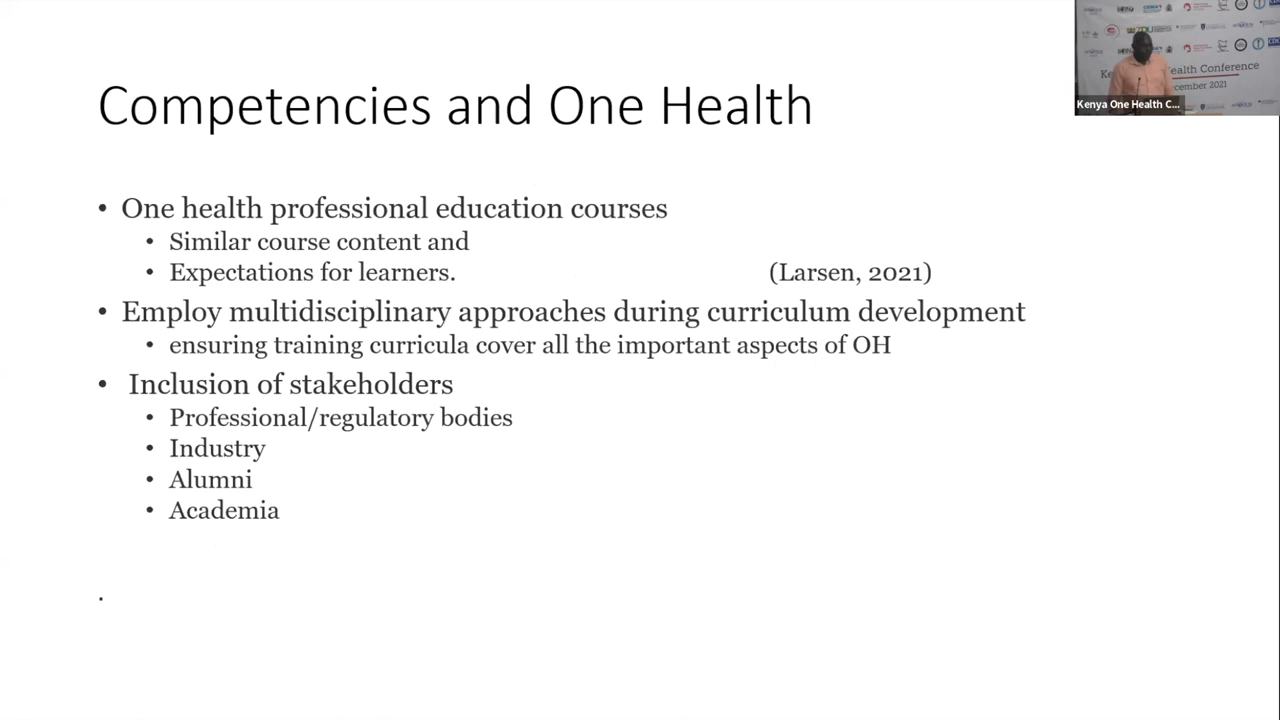 Competencies and One Health
• One health professional education courses
• Similar course content and
• Expectations for learners. (Larsen, 2021)
• Employ multidisciplinary approaches during curriculum development
• ensuring training curricula cover all the important aspects of OH
• Inclusion of stakeholders
• Professional/regulatory bodies
• Industry
• Alumni
• Academia
.
Health Conference
2021
Kenya One Health C...